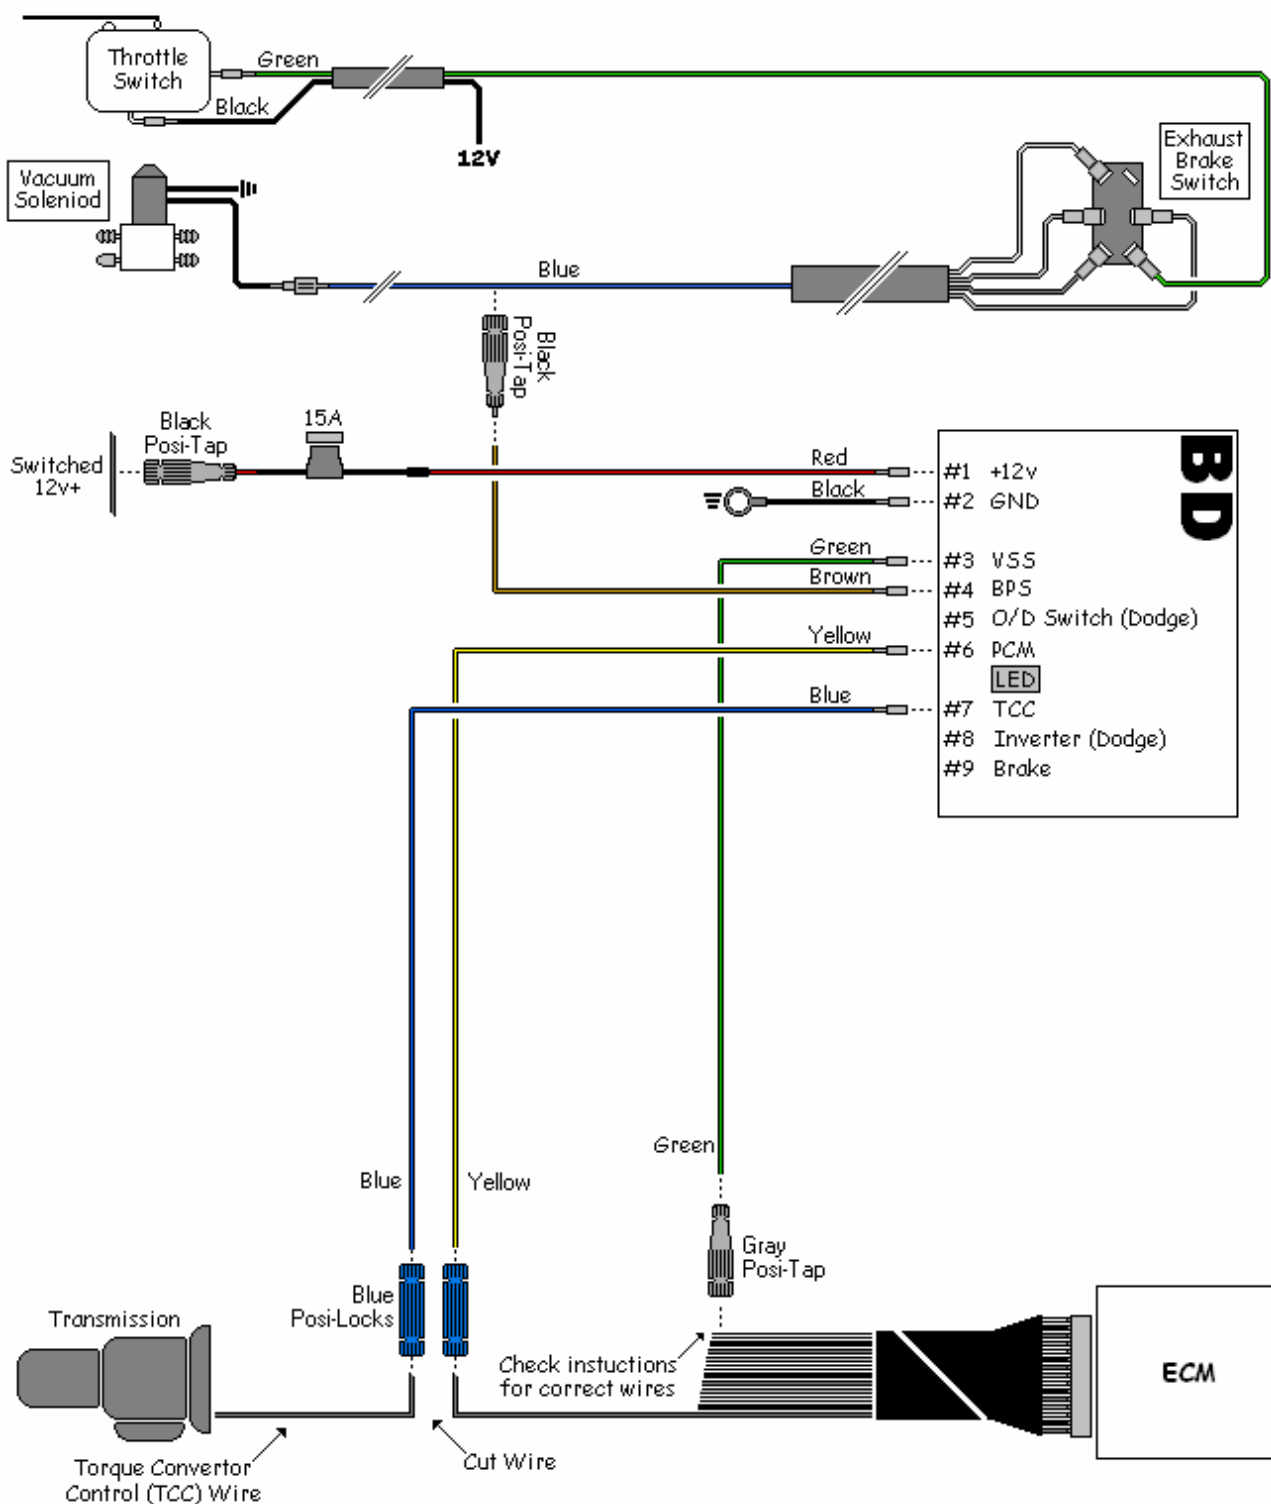 Throttle
Switch
Green
Black
12V
Exhaust
Brake
Switch
Vacuum
Soleniod
Blue
Black
Posi-Tap
Black
Posi-Tap
15A
Switched
12v+
Red
Black
Green
Brown
Yellow
Blue
BD
#1 +12v
#2 GND
#3 VSS
#4 BPS
#5 O/D Switch (Dodge)
#6 PCM
LED
#7 TCC
#8 Inverter (Dodge)
#9 Brake
Green
Blue
Yellow
Gray
Posi-Tap
Blue
Posi-Locks
Transmission
Check instuctions
for correct wires
ECM
Cut Wire
Torque Convertor
Control (TCC) Wire